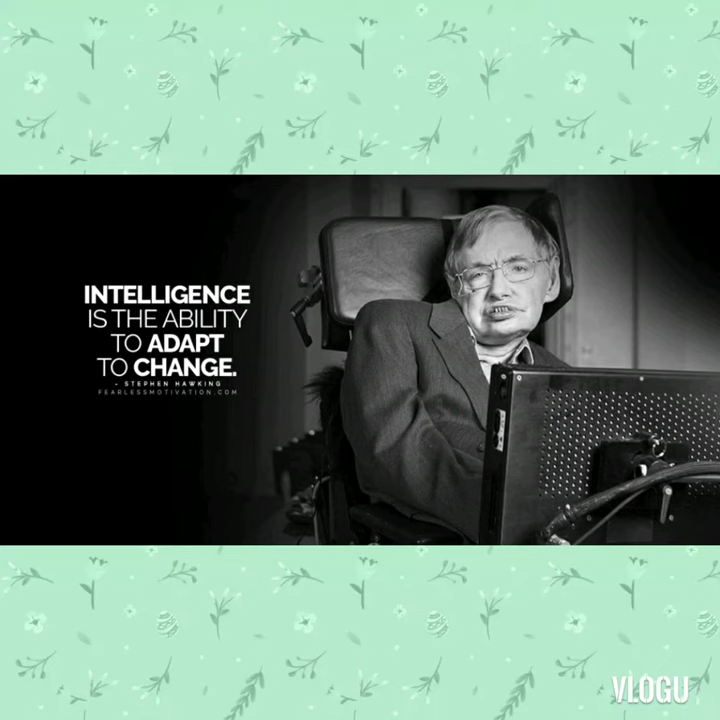 INTELLIGENCE
IS THE ABILITY
TO ADAPT
TO CHANGE.
- STEPHEN HAWKING
FEARLESSMOTIVATION.COM
VLOGU